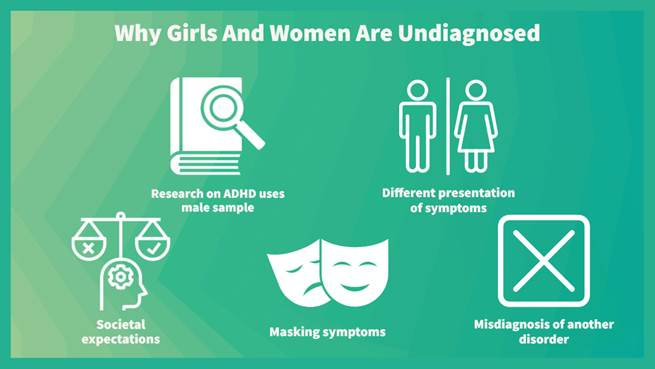 Why Girls And Women Are Undiagnosed
Research on ADHD uses
male sample
Different presentation
of symptoms
Societal
expectations
Masking symptoms
Misdiagnosis of another
disorder